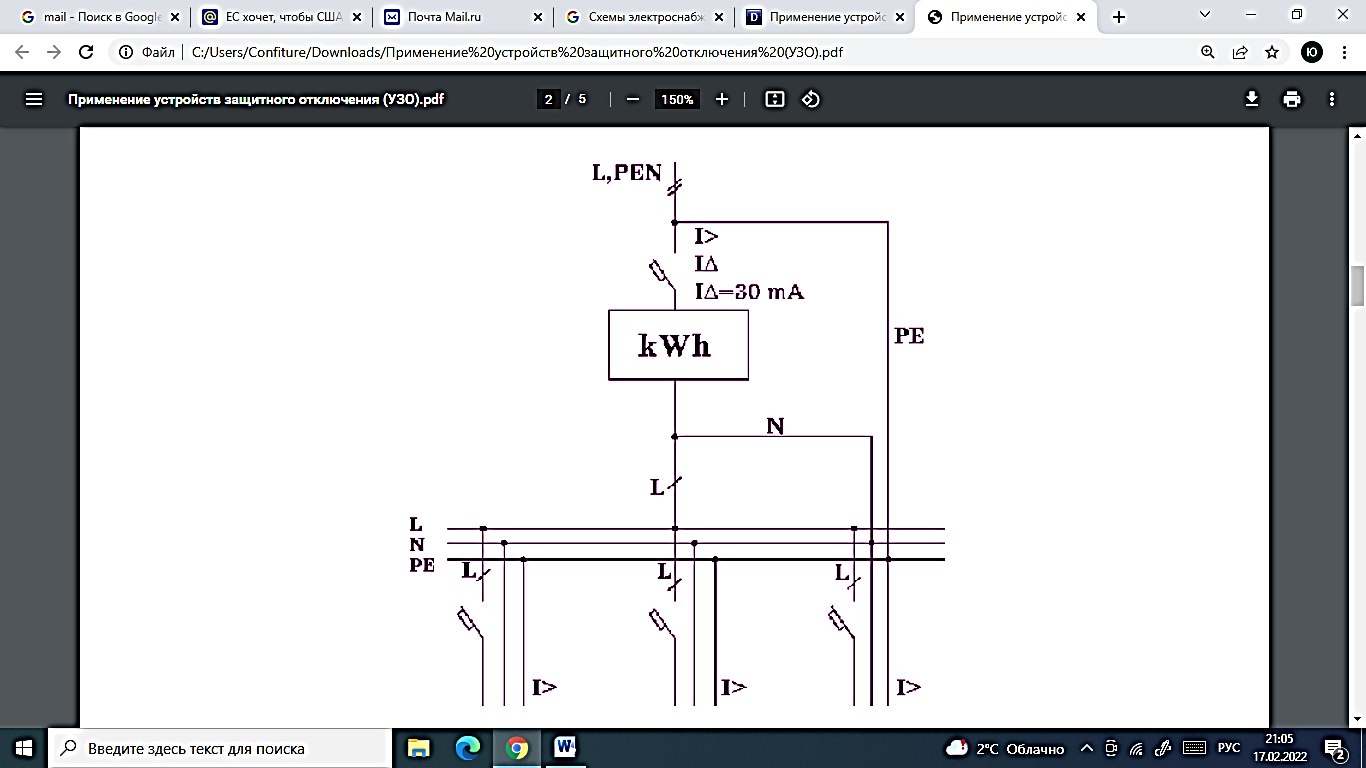 mail - Поиск в Google
ЕС хочет, чтобы США
Почта Mail.ru
Схемы электроснабж
Применение устройс
Применение устройс
Файл
C:/Users/Confiture/Downloads/Применение%20устройств%20защитного%20отключения%20(УЗО).pdf
Ю
Применение устройств защитного отключения (УЗО).pdf
2 / 5
150%
L,PEN
I>
IΔ
IΔ=30 mA
kWh
PE
N
L
L
N
PE
L
L
L
I>
I>
I>
Введите здесь текст для поиска
W
2°C Облачно
РУС
21:05
17.02.2022
2